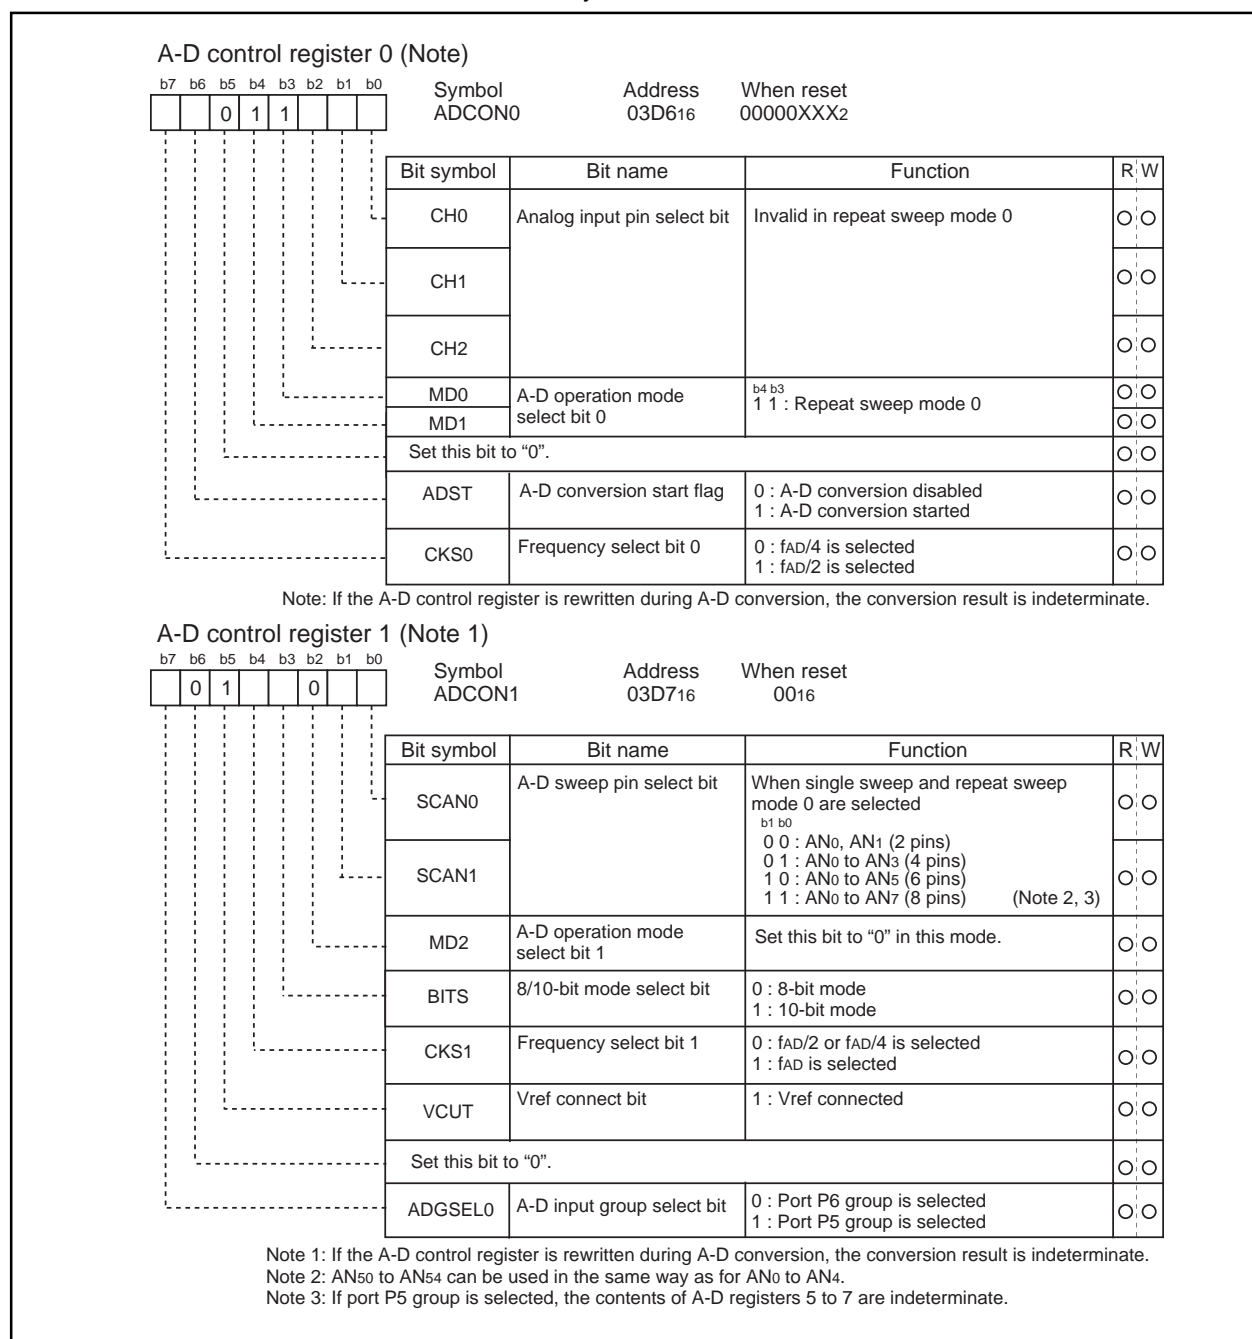 A-D control register 0 (Note)
b7 b6 b5 b4 b3 b2 b1 b0
0 1 1
Symbol Address When reset
ADCON0 03D616 00000XXX2
Bit symbol Bit name Function R W
CH0 Analog input pin select bit Invalid in repeat sweep mode 0
CH1
CH2
MD0 A-D operation mode b4 b3
select bit 0 1 1 : Repeat sweep mode 0
MD1
Set this bit to “0”.
ADST A-D conversion start flag 0 : A-D conversion disabled
1 : A-D conversion started
CKS0 Frequency select bit 0 0 : fAD/4 is selected
1 : fAD/2 is selected
Note: If the A-D control register is rewritten during A-D conversion, the conversion result is indeterminate.
A-D control register 1 (Note 1)
b7 b6 b5 b4 b3 b2 b1 b0
0 1 0
Symbol Address When reset
ADCON1 03D716 0016
Bit symbol Bit name Function R W
SCAN0 A-D sweep pin select bit When single sweep and repeat sweep
mode 0 are selected
b1 b0
0 0 : AN0, AN1 (2 pins)
0 1 : AN0 to AN3 (4 pins)
SCAN1 1 0 : AN0 to AN5 (6 pins)
1 1 : AN0 to AN7 (8 pins) (Note 2, 3)
MD2 A-D operation mode Set this bit to “0” in this mode.
select bit 1
BITS 8/10-bit mode select bit 0 : 8-bit mode
1 : 10-bit mode
CKS1 Frequency select bit 1 0 : fAD/2 or fAD/4 is selected
1 : fAD is selected
VCUT Vref connect bit 1 : Vref connected
Set this bit to “0”.
ADGSEL0 A-D input group select bit 0 : Port P6 group is selected
1 : Port P5 group is selected
Note 1: If the A-D control register is rewritten during A-D conversion, the conversion result is indeterminate.
Note 2: AN50 to AN54 can be used in the same way as for AN0 to AN4.
Note 3: If port P5 group is selected, the contents of A-D registers 5 to 7 are indeterminate.